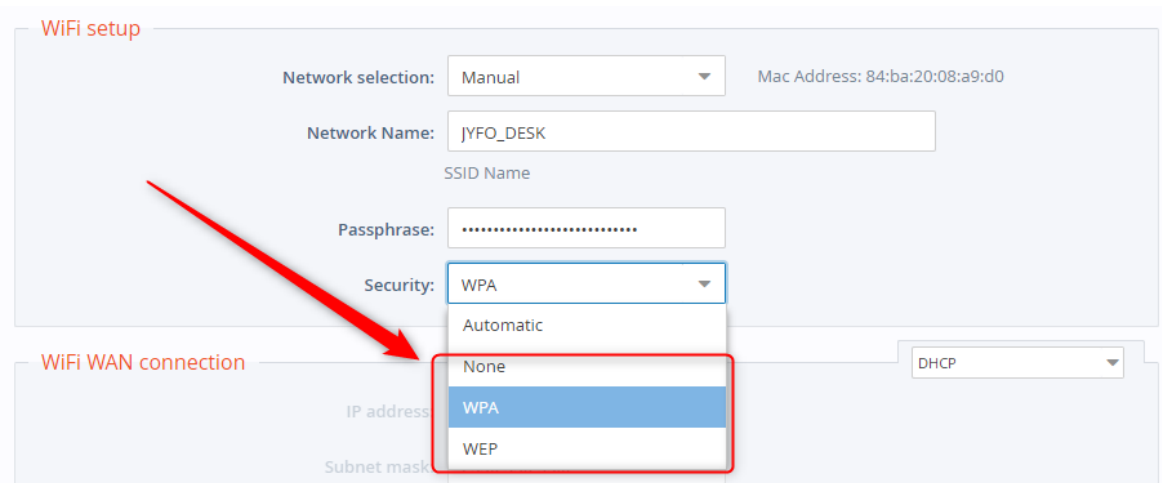 WiFi setup
Network selection: Manual Mac Address: 84:ba:20:08:a9:d0
Network Name: JYFO_DESK
SSID Name
Passphrase: ••••••••••••••••••••••••••••
Security: WPA
Automatic
None
WiFi WAN connection DHCP
IP address: WPA
WEP
Subnet mask: